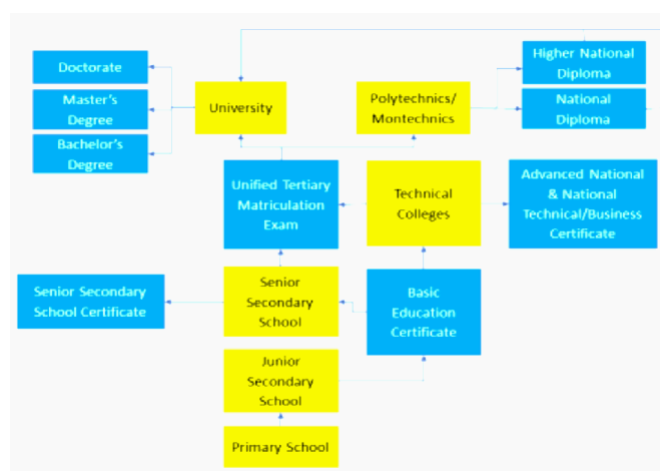 Doctorate
Master's
Degree
Bachelor's
Degree
University
Polytechnics/
Montechnics
Higher National
Diploma
National
Diploma
Unified Tertiary
Matriculation
Exam
Technical
Colleges
Advanced National
& National
Technical/Business
Certificate
Senior Secondary
School Certificate
Senior
Secondary
School
Basic
Education
Certificate
Junior
Secondary
School
Primary School